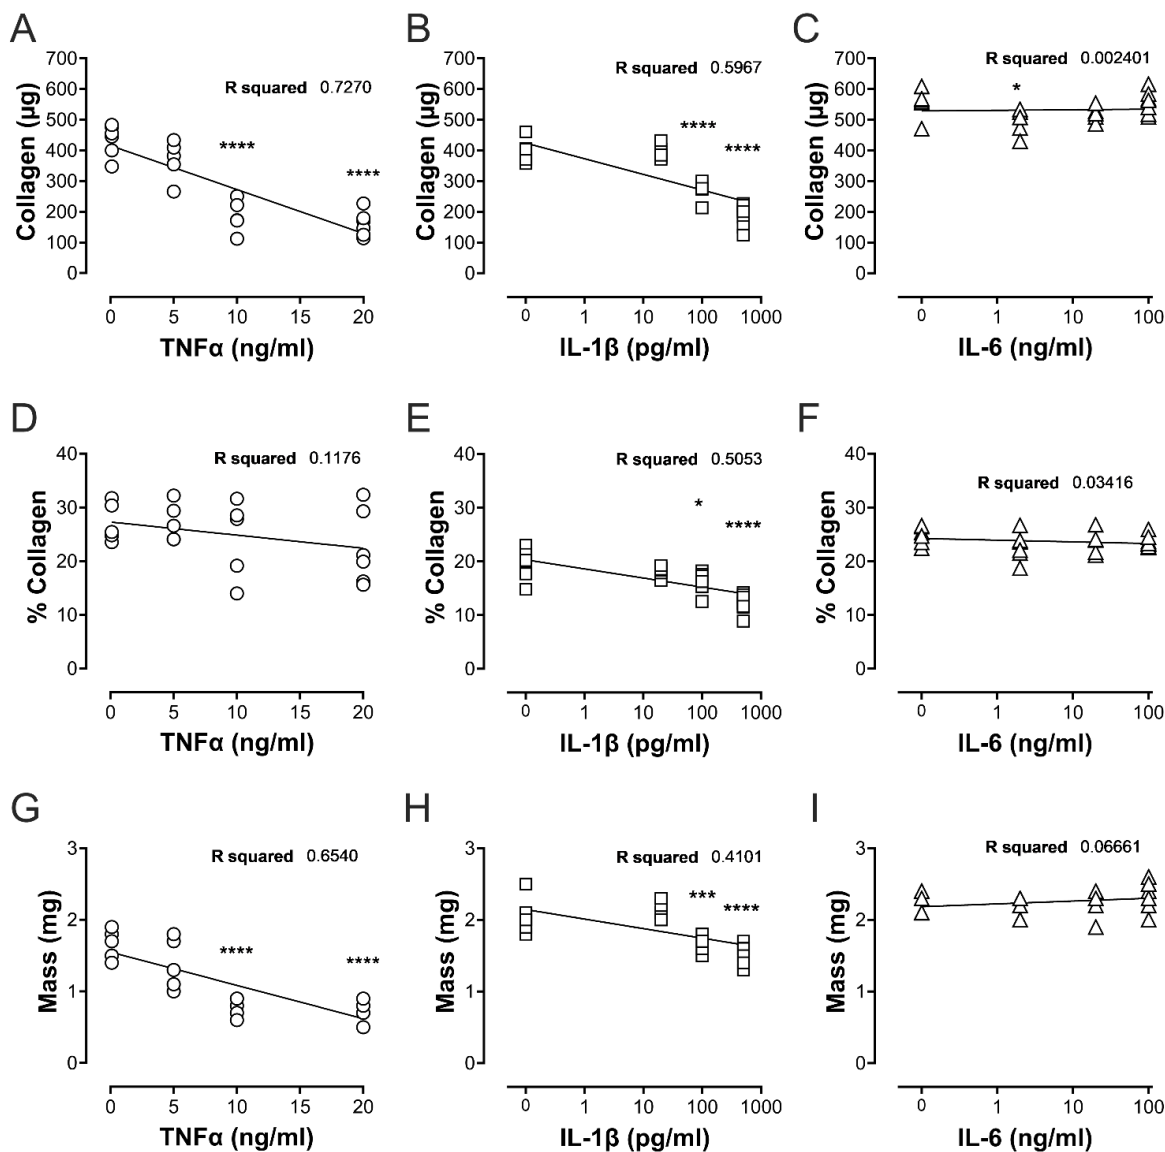 A
R squared 0.7270
700
600
500
400
300
200
100
0
Collagen (µg)
****
****
0 5 10 15 20
TNFα (ng/ml)
B
R squared 0.5967
700
600
500
400
300
200
100
0
Collagen (µg)
****
****
0 1 10 100 1000
IL-1β (pg/ml)
C
R squared 0.002401
700
600
500
400
300
200
100
0
Collagen (µg)
*
0 1 10 100
IL-6 (ng/ml)
D
R squared 0.1176
40
30
20
10
0
% Collagen
0 5 10 15 20
TNFα (ng/ml)
E
R squared 0.5053
40
30
20
10
0
% Collagen
*
****
0 1 10 100 1000
IL-1β (pg/ml)
F
R squared 0.03416
40
30
20
10
0
% Collagen
0 1 10 100
IL-6 (ng/ml)
G
R squared 0.6540
3
2
1
0
Mass (mg)
****
****
0 5 10 15 20
TNFα (ng/ml)
H
R squared 0.4101
3
2
1
0
Mass (mg)
***
****
0 1 10 100 1000
IL-1β (pg/ml)
I
R squared 0.06661
3
2
1
0
Mass (mg)
0 1 10 100
IL-6 (ng/ml)